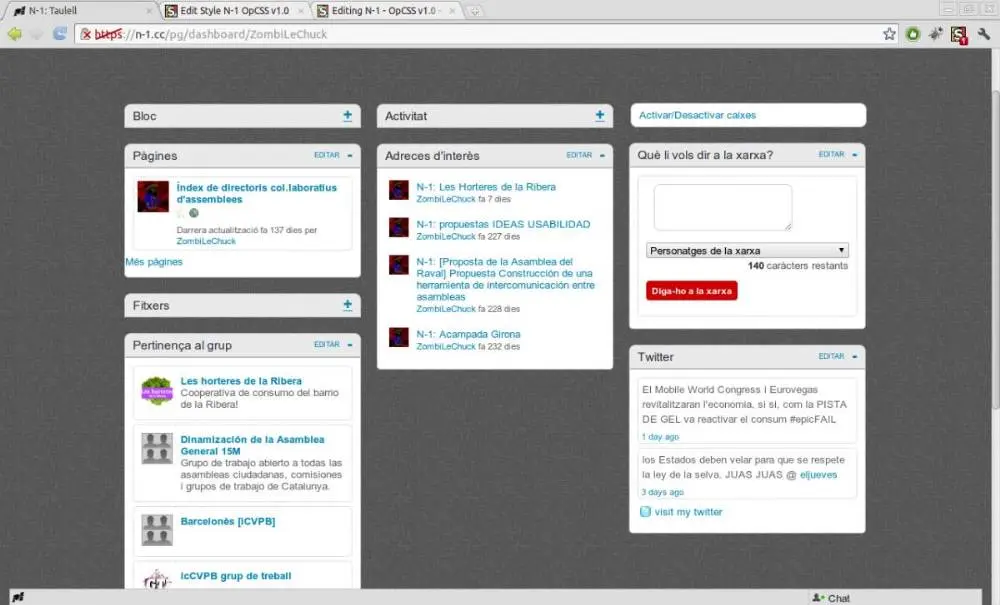 N-1: Taulell
Edit Style N-1 OpCSS v1.0
Editing N-1 - OpCSS v1.0 -
https://n-1.cc/pg/dashboard/ZombiLeChuck
Bloc
Pàgines
EDITAR
Índex de directoris col.laboratius
d'assemblees
Darrera actualització fa 137 dies per
ZombiLeChuck
Més pàgines
Fitxers
Pertinença al grup
EDITAR
Les horteres de la Ribera
Cooperativa de consumo del barrio
de la Ribera!
Dinamización de la Asamblea
General 15M
Grupo de trabajo abierto a todas las
asambleas ciudadanas, comisiones
i grupos de trabajo de Catalunya.
Barcelonès [iCVPB]
icCVPB grup de treball
Activitat
Adreces d'interès
EDITAR
N-1: Les Horteres de la Ribera
ZombiLeChuck fa 7 dies
N-1: propuestas IDEAS USABILIDAD
ZombiLeChuck fa 227 dies
N-1: [Proposta de la Asamblea del
Raval] Propuesta Construcción de una
herramienta de intercomunicación entre
asambleas
ZombiLeChuck fa 228 dies
N-1: Acampada Girona
ZombiLeChuck fa 232 dies
Activar/Desactivar caixes
Què li vols dir a la xarxa?
EDITAR
Personatges de la xarxa
140 caràcters restants
Diga-ho a la xarxa
Twitter
EDITAR
El Mobile World Congress i Eurovegas
revitalitzaran l'economia, si si, com la PISTA
DE GEL va reactivar el consum #epicFAIL
1 day ago
los Estados deben velar para que se respete
la ley de la selva. JUAS JUAS @ eljueves
3 days ago
visit my twitter
Chat